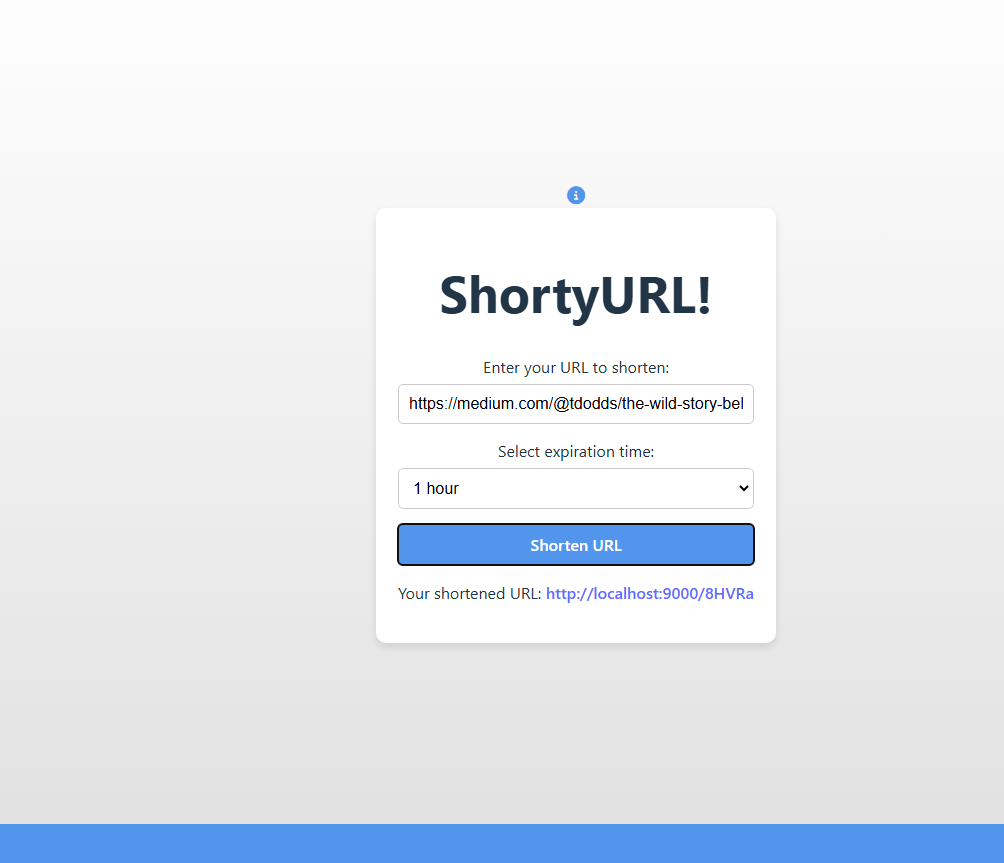 i
ShortyURL!
Enter your URL to shorten:
https://medium.com/@tdodds/the-wild-story-bel
Select expiration time:
1 hour
Shorten URL
Your shortened URL: http://localhost:9000/8HVRa